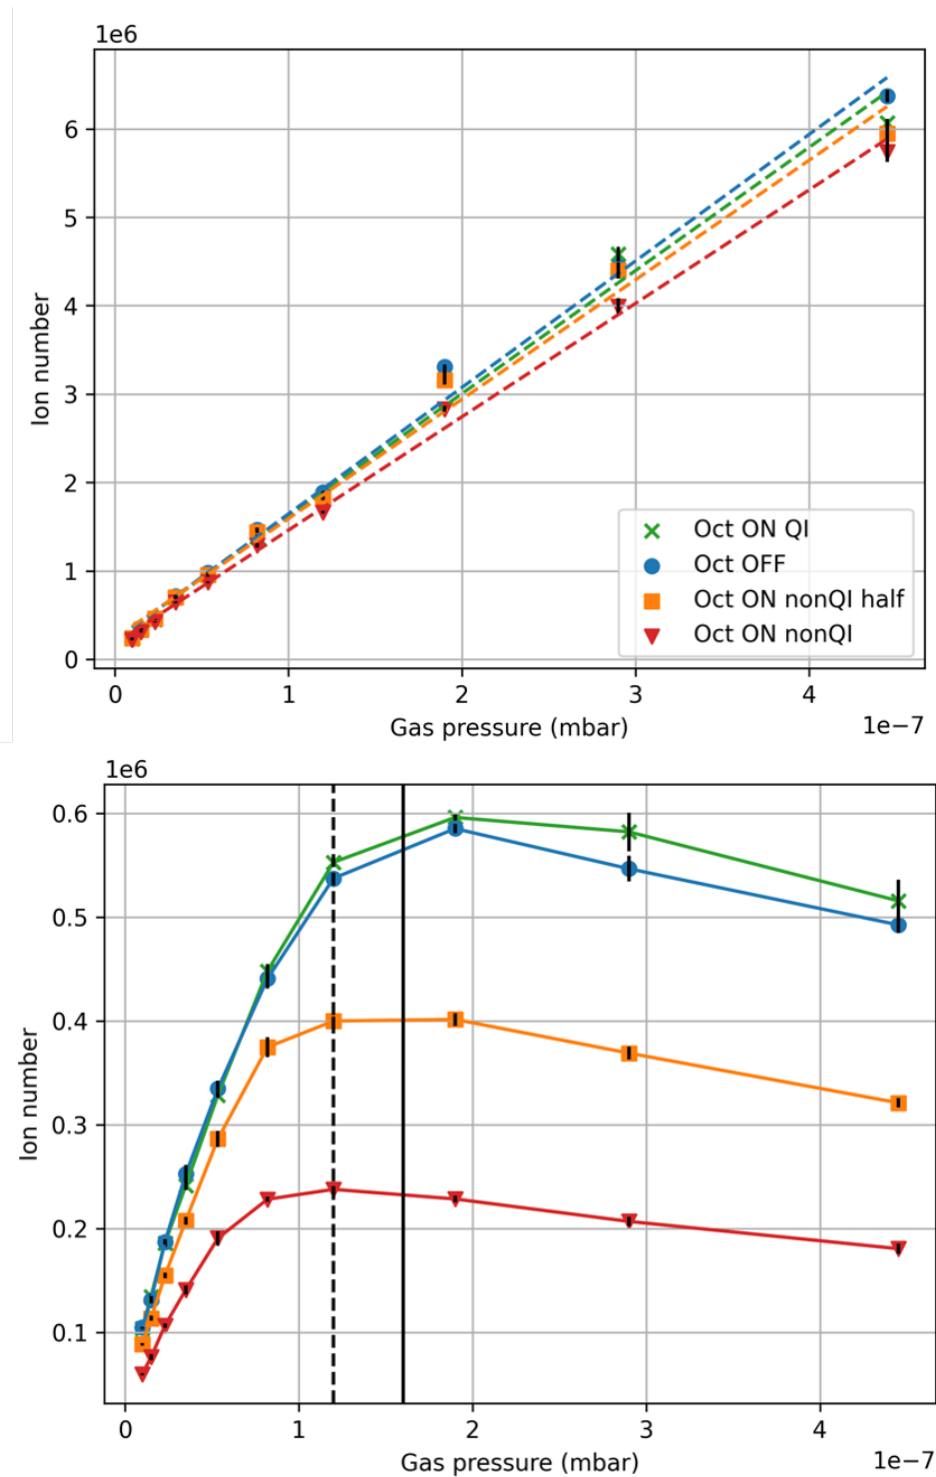 1e6
6
5
4
3
2
1
0
Ion number
Oct ON QI
Oct OFF
Oct ON nonQI half
Oct ON nonQI
0 1 2 3 4
Gas pressure (mbar) 1e−7
1e6
0.6
0.5
0.4
0.3
0.2
0.1
Ion number
0 1 2 3 4
Gas pressure (mbar) 1e−7